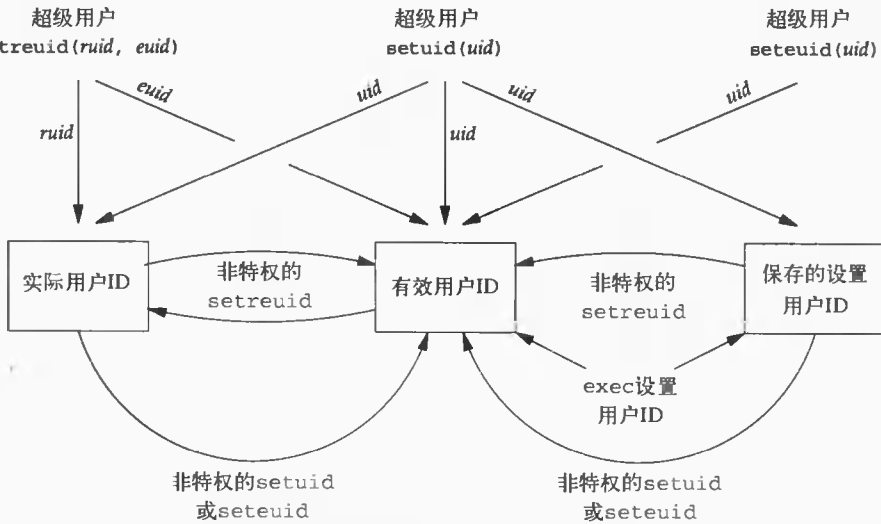 超级用户
treuid(ruid, euid)
超级用户
setuid(uid)
超级用户
seteuid(uid)
ruid
euid
uid
uid
uid
uid
实际用户ID
非特权的
setreuid
有效用户ID
非特权的
setreuid
保存的设置
用户ID
exec设置
用户ID
非特权的setuid
或seteuid
非特权的setuid
或seteuid